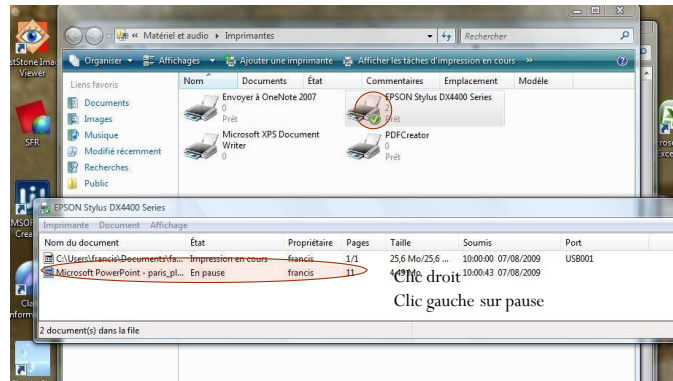 « Matériel et audio ▸ Imprimantes
Rechercher
Organiser
Affichages
Ajouter une imprimante
Afficher les tâches d'impression en cours
»
Liens favoris
Documents
Images
Musique
Modifié récemment
Recherches
Public
Nom
Documents
État
Commentaires
Emplacement
Modèle
Envoyer à OneNote 2007
0
Prêt
EPSON Stylus DX4400 Series
2
Prêt
Microsoft XPS Document
Writer
0
PDFCreator
0
Prêt
Viewer
SFR
EPSON Stylus DX4400 Series
Imprimante Document Affichage
Nom du document État Propriétaire Pages Taille Soumis Port
C:\Users\francis\Documents\fa... Impression en cours francis 1/1 25,6 Mo/25,6 ... 10:00:00 07/08/2009 USB001
Microsoft PowerPoint - paris_pl... En pause francis 11 10:00:43 07/08/2009
Clic droit
Clic gauche sur pause
2 document(s) dans la file